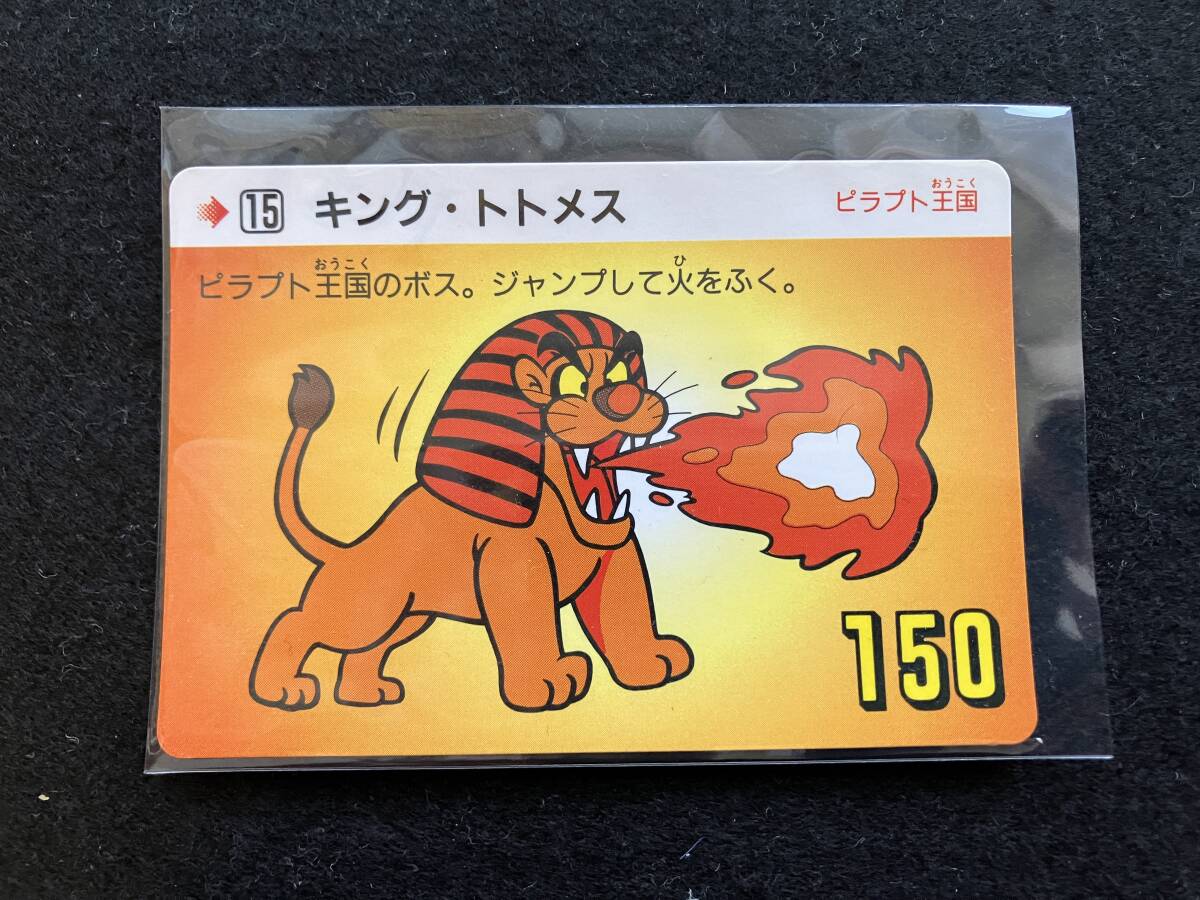 15 キング・トトメス
おうこく
ピラプト王国
おうこく ひ
ピラプト王国のボス。ジャンプして火をふく。
150